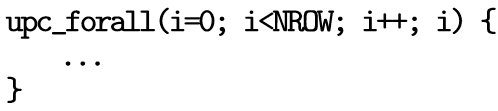 upc_forall(i=0; i<NROW; i++; i) {
...
}